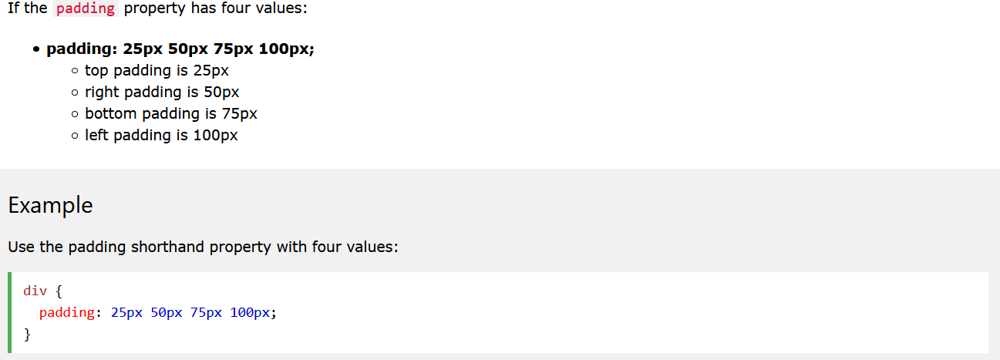 If the padding property has four values:
• padding: 25px 50px 75px 100px;
○ top padding is 25px
○ right padding is 50px
○ bottom padding is 75px
○ left padding is 100px
Example
Use the padding shorthand property with four values:
div {
  padding: 25px 50px 75px 100px;
}